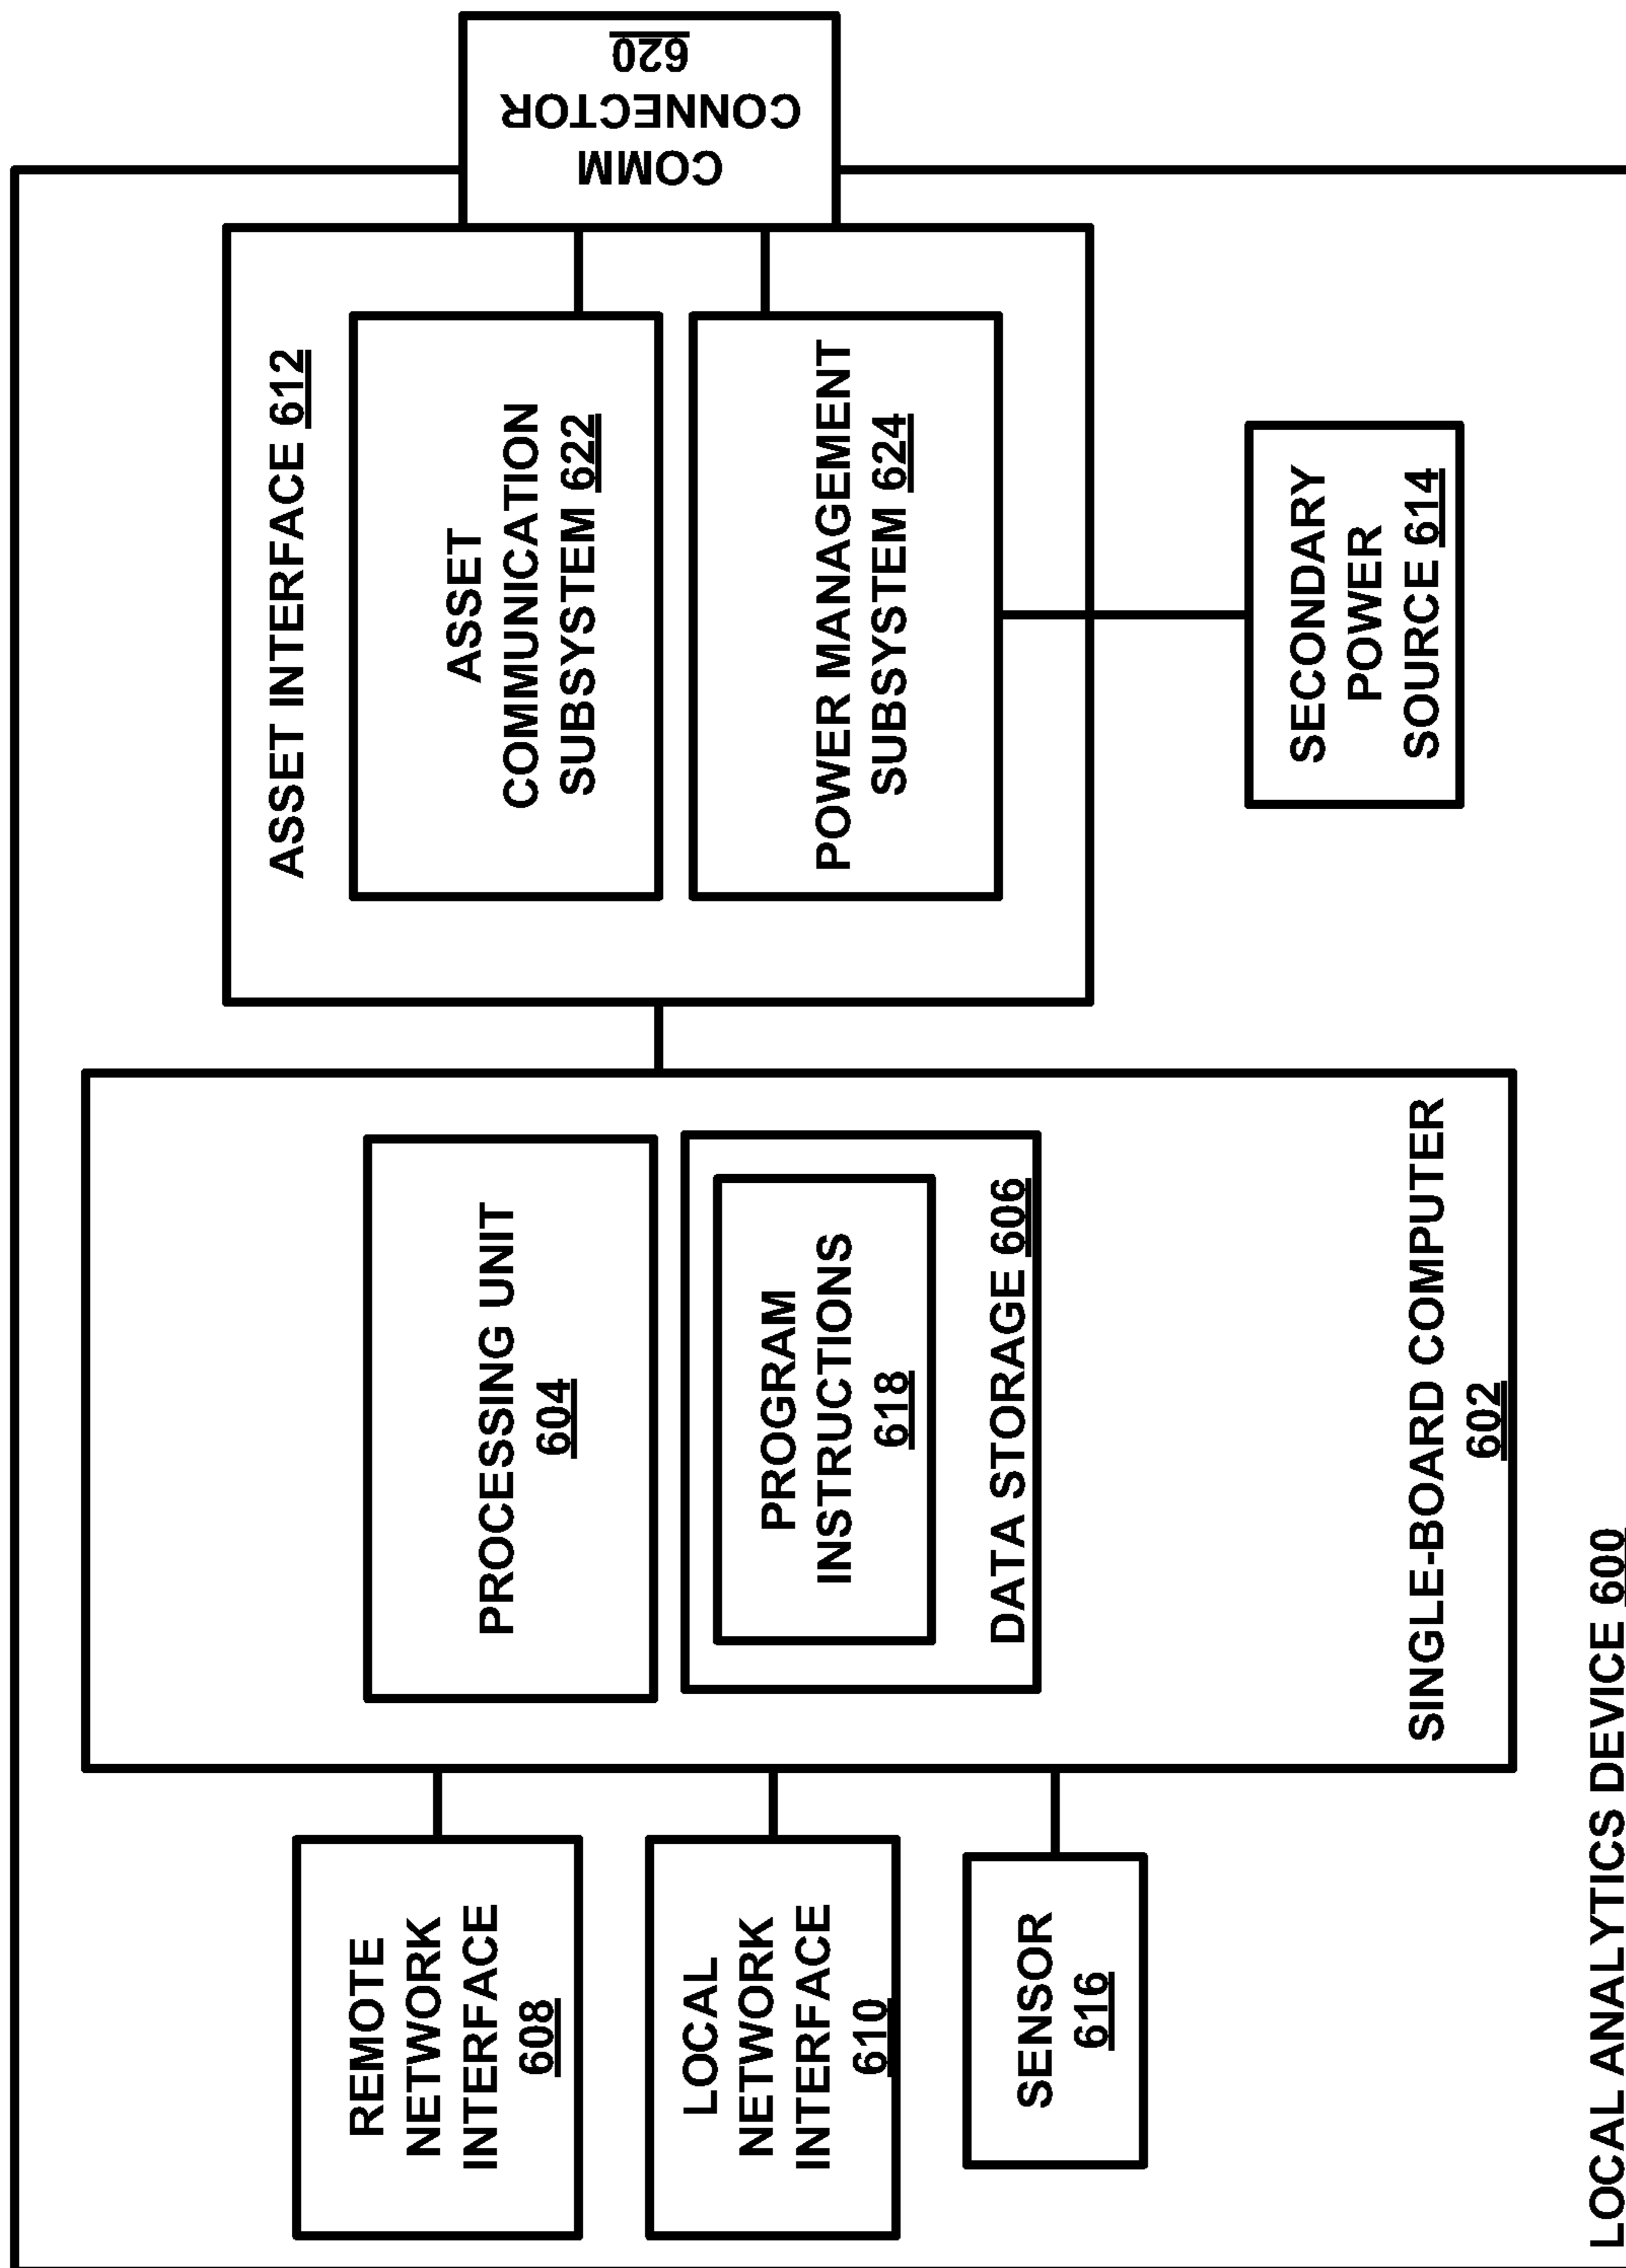 REMOTE
NETWORK
INTERFACE
608
LOCAL
NETWORK
INTERFACE
610
SENSOR
616
PROCESSING UNIT
604
PROGRAM
INSTRUCTIONS
618
DATA STORAGE 606
SINGLE-BOARD COMPUTER
602
ASSET INTERFACE 612
ASSET
COMMUNICATION
SUBSYSTEM 622
POWER MANAGEMENT
SUBSYSTEM 624
SECONDARY
POWER
SOURCE 614
COMM
CONNECTOR
620
LOCAL ANALYTICS DEVICE 600